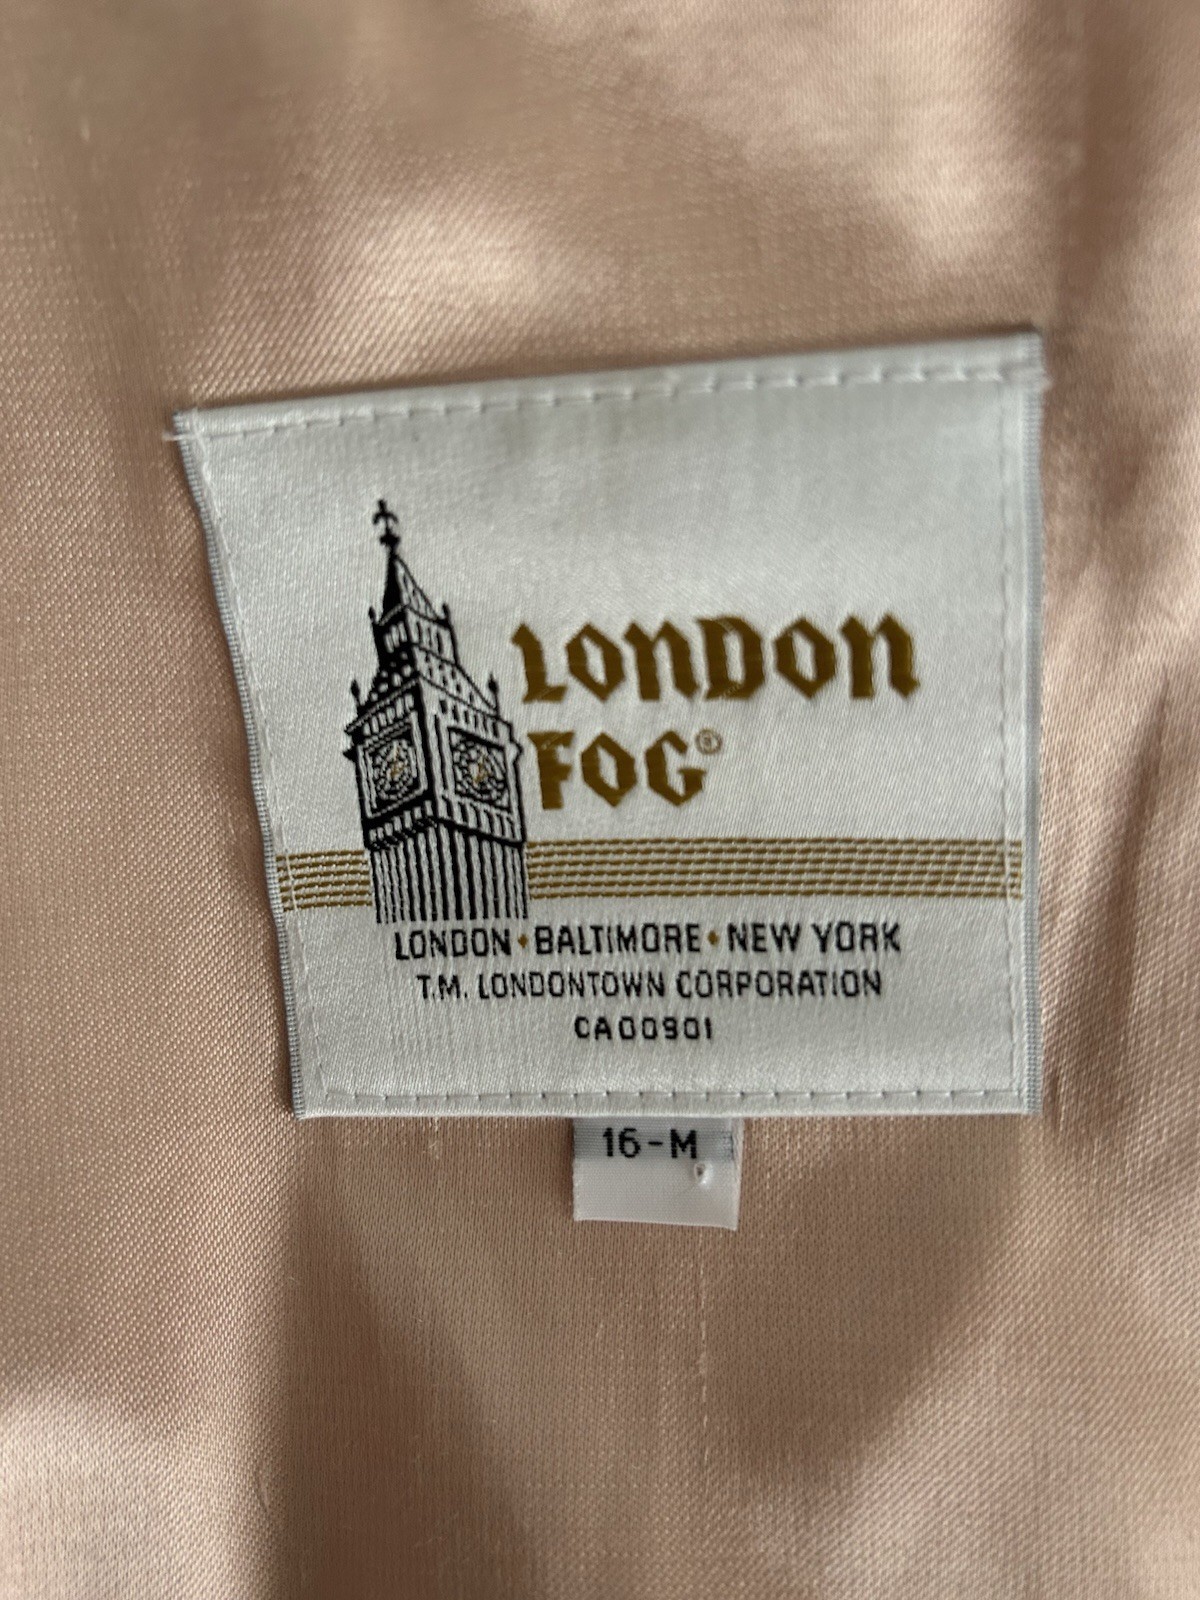 LONDON
FOG®
LONDON • BALTIMORE • NEW YORK
T.M. LONDONTOWN CORPORATION
CA00901
16-M